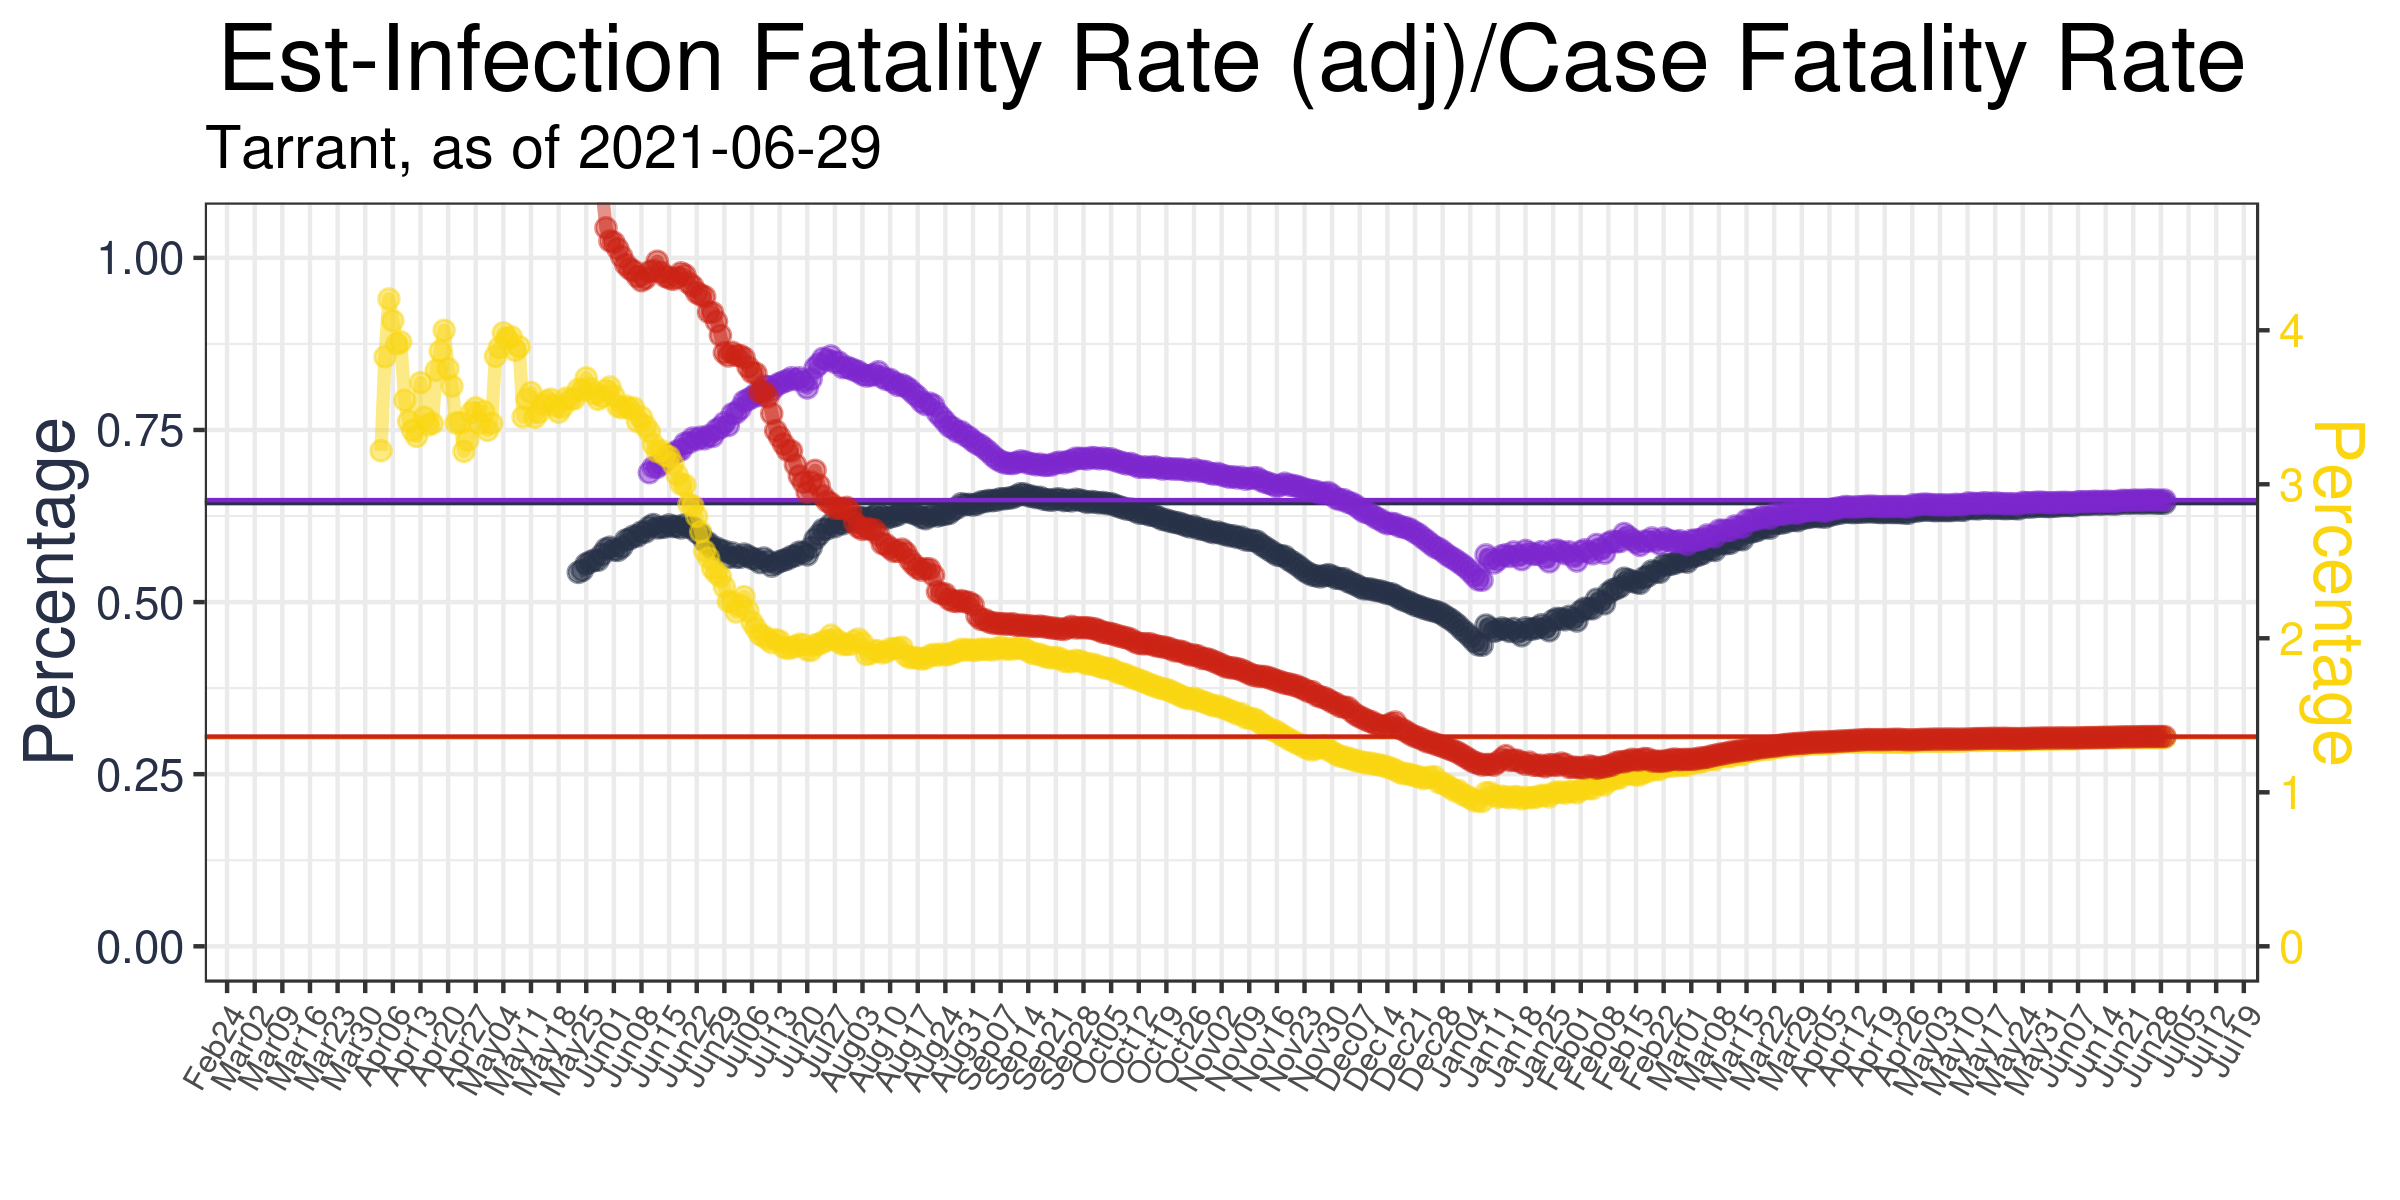 Est-Infection Fatality Rate (adj)/Case Fatality Rate
Tarrant, as of 2021-06-29
Percentage
1.00
0.75
0.50
0.25
0.00
4
3
2
1
0
Percentage
Feb24
Mar02
Mar09
Mar16
Mar23
Mar30
Apr06
Apr13
Apr20
Apr27
May04
May11
May18
May25
Jun01
Jun08
Jun15
Jun22
Jun29
Jul06
Jul13
Jul20
Jul27
Aug03
Aug10
Aug17
Aug24
Aug31
Sep07
Sep14
Sep21
Sep28
Oct05
Oct12
Oct19
Oct26
Nov02
Nov09
Nov16
Nov23
Nov30
Dec07
Dec14
Dec21
Dec28
Jan04
Jan11
Jan18
Jan25
Feb01
Feb08
Feb15
Feb22
Mar01
Mar08
Mar15
Mar22
Mar29
Apr05
Apr12
Apr19
Apr26
May03
May10
May17
May24
May31
Jun07
Jun14
Jun21
Jun28
Jul05
Jul12
Jul19